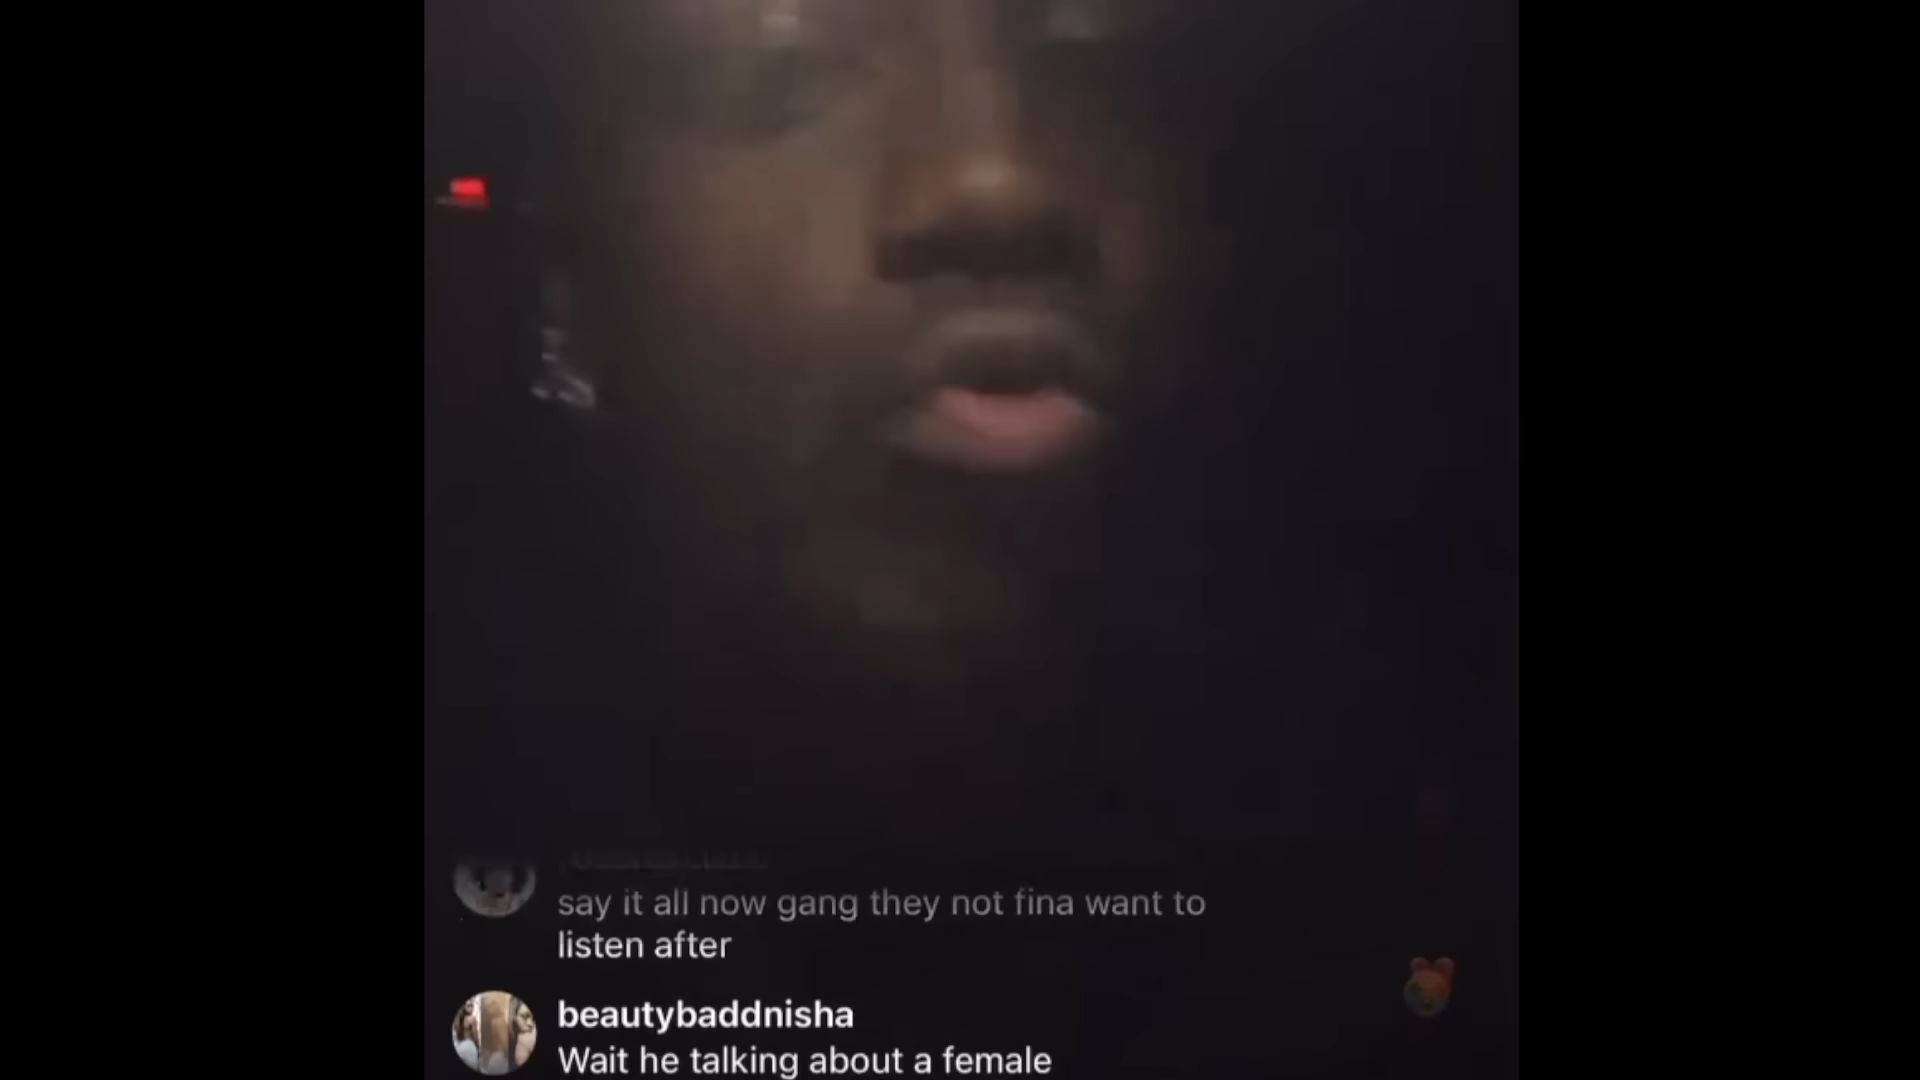 say it all now gang they not fina want to
listen after
beautybaddnisha
Wait he talking about a female